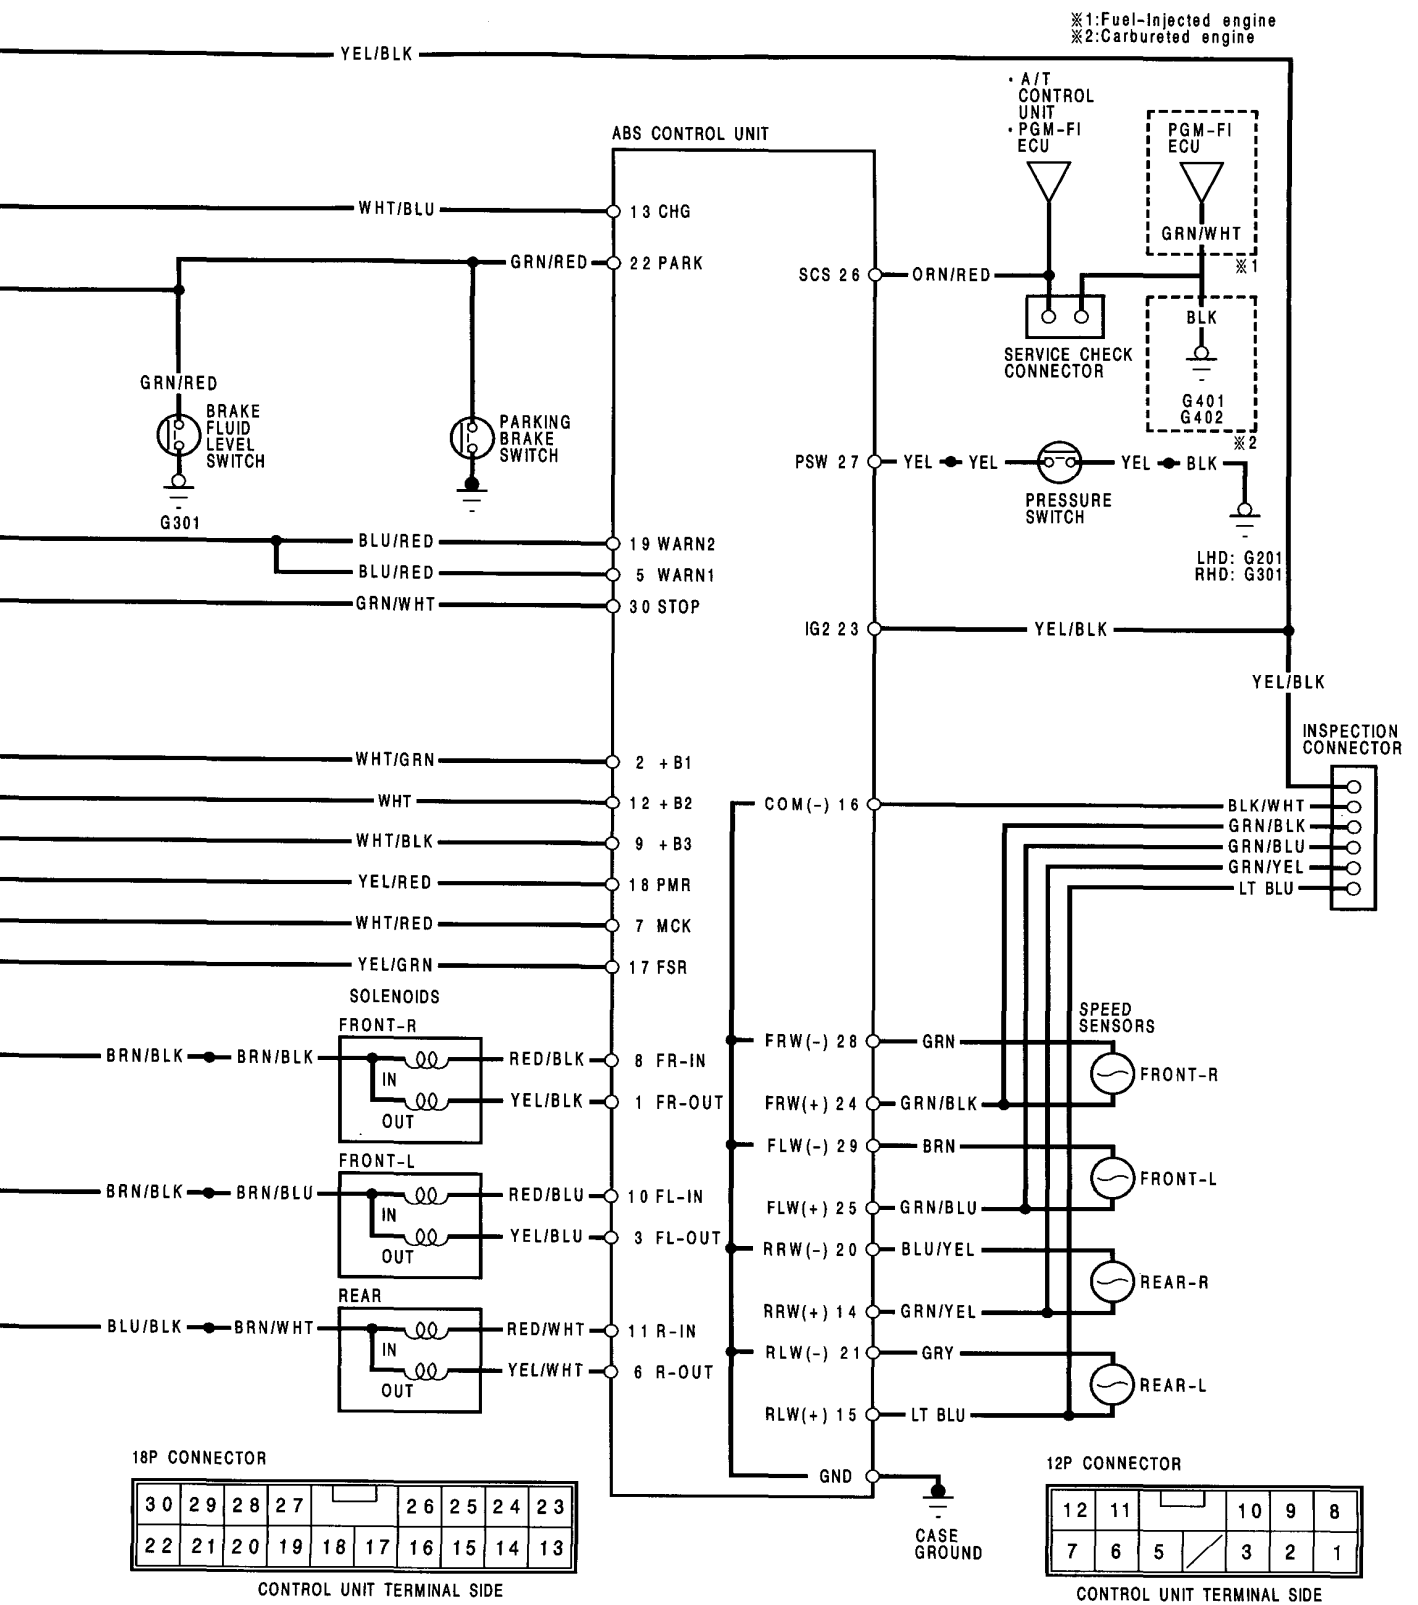 ※1:Fuel-Injected engine
※2:Carbureted engine
YEL/BLK
· A/T
CONTROL
UNIT
· PGM-FI
ECU
PGM-FI
ECU
ABS CONTROL UNIT
WHT/BLU
13 CHG
GRN/WHT
GRN/RED
22 PARK
SCS 26
ORN/RED
※1
BLK
SERVICE CHECK
CONNECTOR
GRN/RED
G401
G402
BRAKE
FLUID
LEVEL
SWITCH
PARKING
BRAKE
SWITCH
※2
PSW 27
YEL
YEL
YEL
BLK
PRESSURE
SWITCH
G301
BLU/RED
19 WARN2
LHD: G201
RHD: G301
BLU/RED
5 WARN1
GRN/WHT
30 STOP
IG2 23
YEL/BLK
YEL/BLK
INSPECTION
CONNECTOR
WHT/GRN
2 +B1
WHT
12 +B2
COM(-) 16
BLK/WHT
GRN/BLK
WHT/BLK
9 +B3
GRN/BLU
GRN/YEL
YEL/RED
18 PMR
LT BLU
WHT/RED
7 MCK
YEL/GRN
17 FSR
SOLENOIDS
SPEED
SENSORS
FRONT-R
FRW(-) 28
GRN
BRN/BLK
BRN/BLK
RED/BLK
8 FR-IN
FRONT-R
IN
YEL/BLK
1 FR-OUT
FRW(+) 24
GRN/BLK
OUT
FLW(-) 29
BRN
FRONT-L
FRONT-L
BRN/BLK
BRN/BLU
RED/BLU
10 FL-IN
IN
FLW(+) 25
GRN/BLU
YEL/BLU
3 FL-OUT
RRW(-) 20
BLU/YEL
OUT
REAR-R
REAR
RRW(+) 14
GRN/YEL
BLU/BLK
BRN/WHT
RED/WHT
11 R-IN
IN
RLW(-) 21
GRY
YEL/WHT
6 R-OUT
REAR-L
OUT
RLW(+) 15
LT BLU
18P CONNECTOR
12P CONNECTOR
GND
30 29 28 27 26 25 24 23
22 21 20 19 18 17 16 15 14 13
CONTROL UNIT TERMINAL SIDE
CASE
GROUND
12 11 10 9 8
7 6 5 3 2 1
CONTROL UNIT TERMINAL SIDE